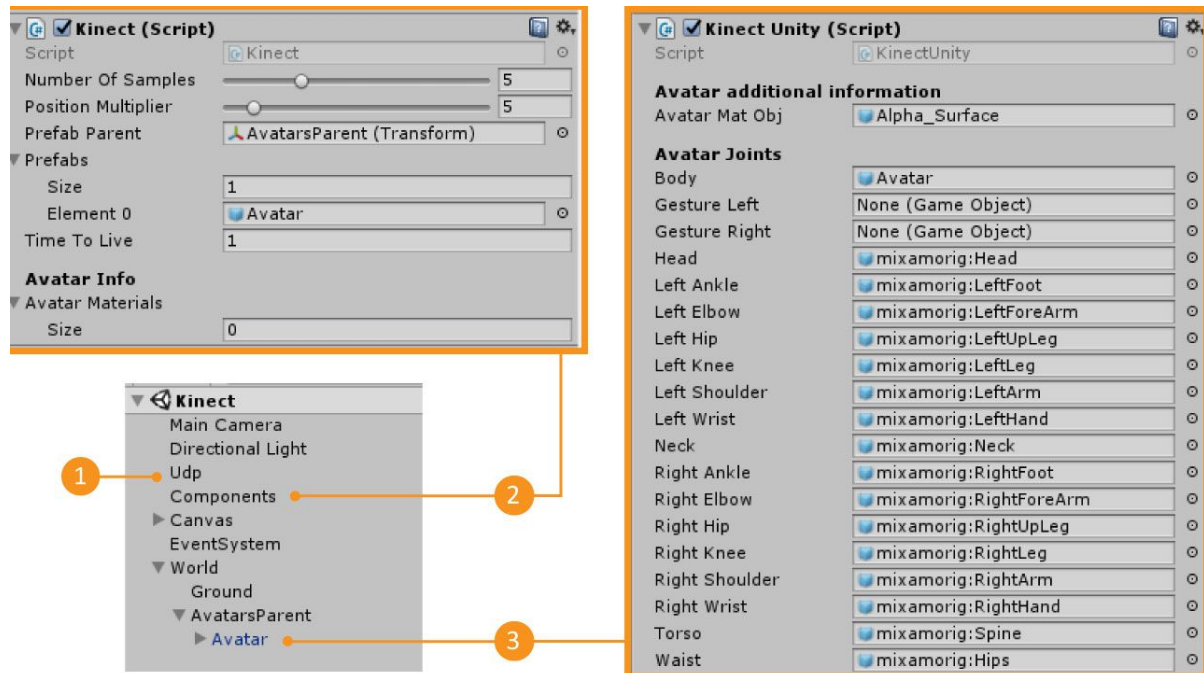 Kinect (Script)
Script Kinect
Number Of Samples 5
Position Multiplier 5
Prefab Parent AvatarsParent (Transform)
Prefabs
Size 1
Element 0 Avatar
Time To Live 1
Avatar Info
Avatar Materials
Size 0
Kinect
Main Camera
Directional Light
1 Udp
Components 2
Canvas
EventSystem
World
Ground
AvatarsParent
Avatar 3
Kinect Unity (Script)
Script KinectUnity
Avatar additional information
Avatar Mat Obj Alpha_Surface
Avatar Joints
Body Avatar
Gesture Left None (Game Object)
Gesture Right None (Game Object)
Head mixamorig:Head
Left Ankle mixamorig:LeftFoot
Left Elbow mixamorig:LeftForeArm
Left Hip mixamorig:LeftUpLeg
Left Knee mixamorig:LeftLeg
Left Shoulder mixamorig:LeftArm
Left Wrist mixamorig:LeftHand
Neck mixamorig:Neck
Right Ankle mixamorig:RightFoot
Right Elbow mixamorig:RightForeArm
Right Hip mixamorig:RightUpLeg
Right Knee mixamorig:RightLeg
Right Shoulder mixamorig:RightArm
Right Wrist mixamorig:RightHand
Torso mixamorig:Spine
Waist mixamorig:Hips